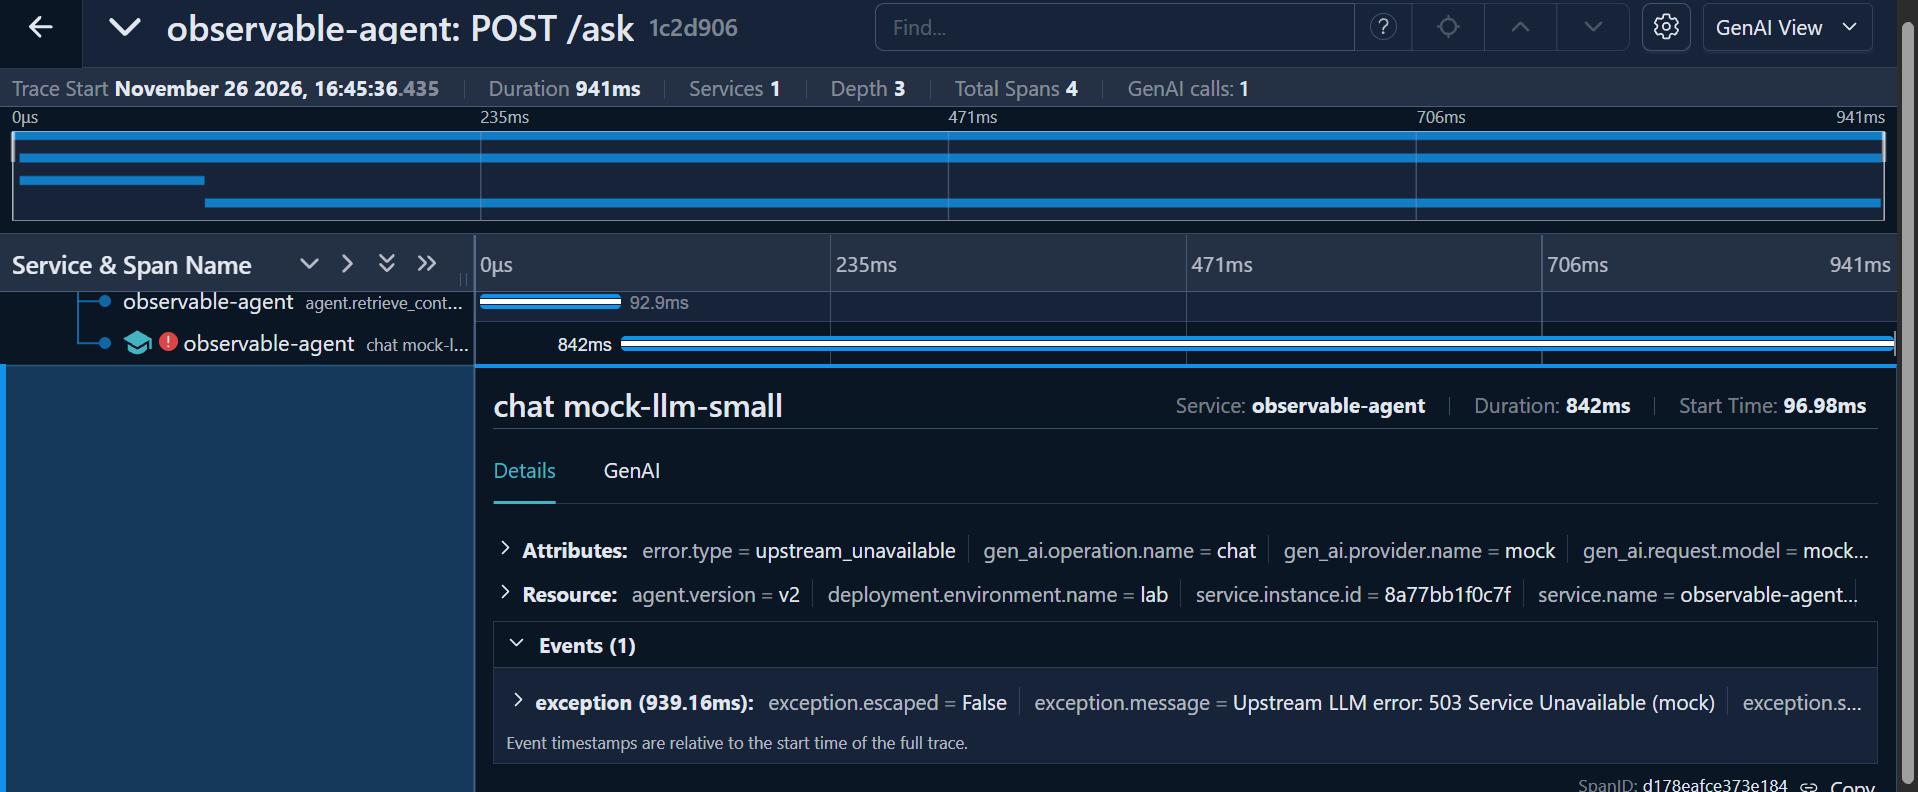 observable-agent: POST /ask 1c2d906 Find... ? GenAI View
Trace Start November 26 2026, 16:45:36.435 Duration 941ms Services 1 Depth 3 Total Spans 4 GenAI calls: 1
0μs 235ms 471ms 706ms 941ms
Service & Span Name 0μs 235ms 471ms 706ms 941ms
observable-agent agent.retrieve_cont... 92.9ms
observable-agent chat mock-l... 842ms
chat mock-llm-small Service: observable-agent Duration: 842ms Start Time: 96.98ms
Details GenAI
Attributes: error.type = upstream_unavailable gen_ai.operation.name = chat gen_ai.provider.name = mock gen_ai.request.model = mock...
Resource: agent.version = v2 deployment.environment.name = lab service.instance.id = 8a77bb1f0c7f service.name = observable-agent...
Events (1)
exception (939.16ms): exception.escaped = False exception.message = Upstream LLM error: 503 Service Unavailable (mock) exception.s...
Event timestamps are relative to the start time of the full trace.
SpanID: d178eafce373e184 Copy